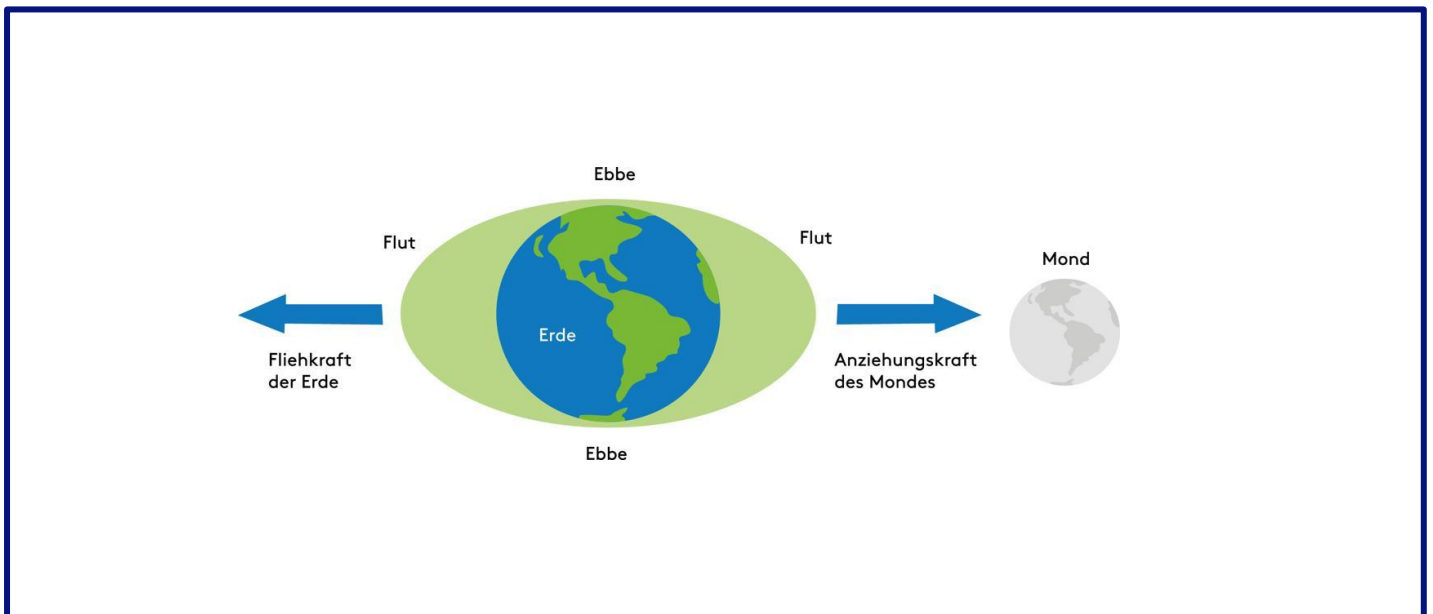 Ebbe
Flut
Flut
Mond
Erde
Fliehkraft
der Erde
Anziehungskraft
des Mondes
Ebbe